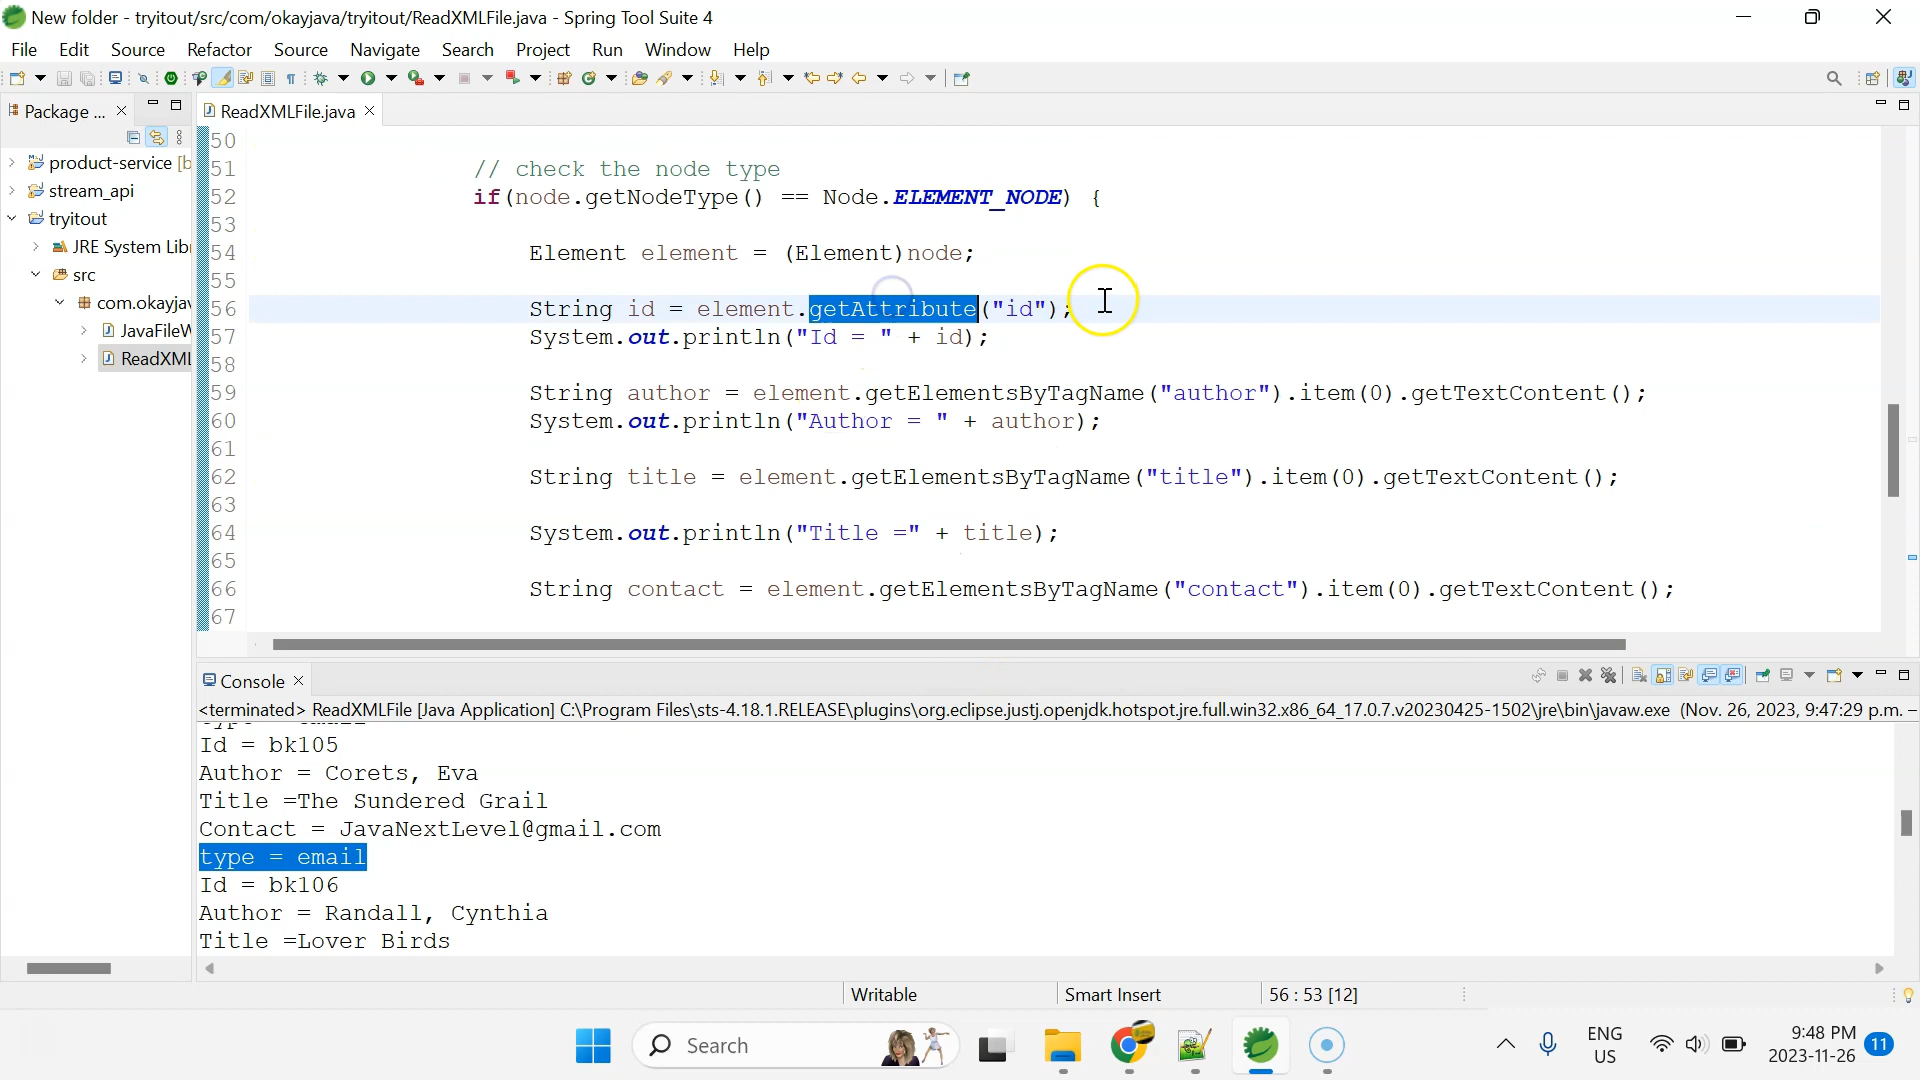 New folder - tryitout/src/com/okayjava/tryitout/ReadXMLFile.java - Spring Tool Suite 4
File Edit Source Refactor Source Navigate Search Project Run Window Help
Package ...
ReadXMLFile.java
product-service [b
stream_api
tryitout
JRE System Lib
src
com.okayjav
JavaFileW
ReadXML
50
51 // check the node type
52 if(node.getNodeType() == Node.ELEMENT_NODE) {
53
54 Element element = (Element)node;
55
56 String id = element.getAttribute("id");
57 System.out.println("Id = " + id);
58
59 String author = element.getElementsByTagName("author").item(0).getTextContent();
60 System.out.println("Author = " + author);
61
62 String title = element.getElementsByTagName("title").item(0).getTextContent();
63
64 System.out.println("Title =" + title);
65
66 String contact = element.getElementsByTagName("contact").item(0).getTextContent();
67
Console
<terminated> ReadXMLFile [Java Application] C:\Program Files\sts-4.18.1.RELEASE\plugins\org.eclipse.justj.openjdk.hotspot.jre.full.win32.x86_64_17.0.7.v20230425-1502\jre\bin\javaw.exe (Nov. 26, 2023, 9:47:29 p.m. –
Id = bk105
Author = Corets, Eva
Title =The Sundered Grail
Contact = JavaNextLevel@gmail.com
type = email
Id = bk106
Author = Randall, Cynthia
Title =Lover Birds
Writable Smart Insert 56 : 53 [12]
Search
ENG
US
9:48 PM
2023-11-26
11